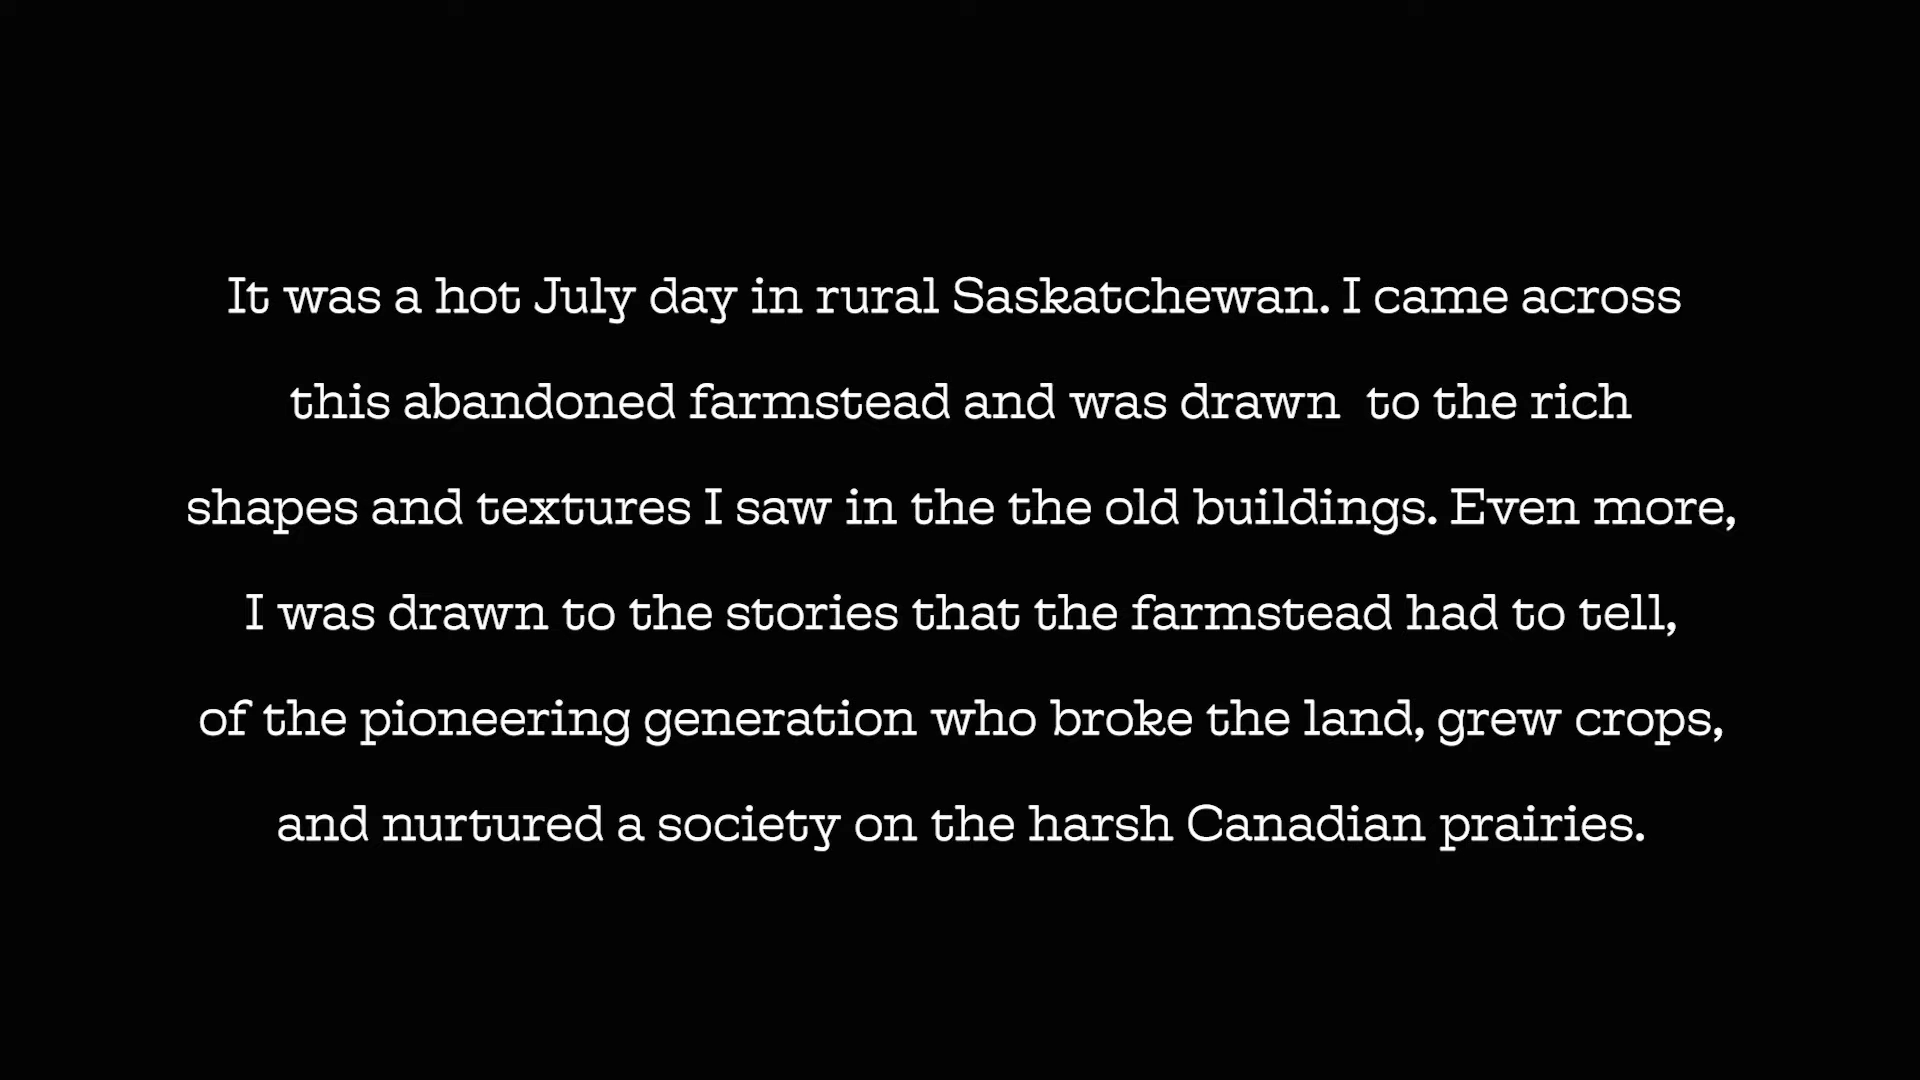 It was a hot July day in rural Saskatchewan. I came across
this abandoned farmstead and was drawn  to the rich
shapes and textures I saw in the the old buildings. Even more,
I was drawn to the stories that the farmstead had to tell,
of the pioneering generation who broke the land, grew crops,
and nurtured a society on the harsh Canadian prairies.